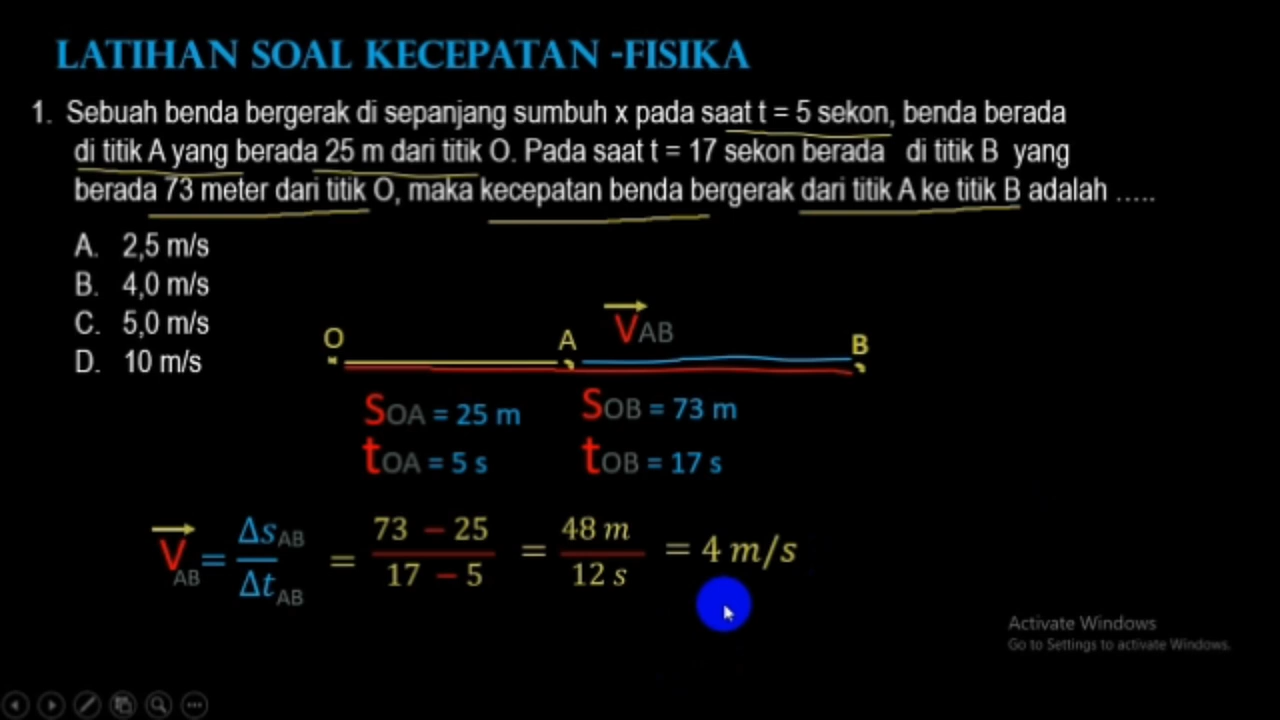 LATIHAN SOAL KECEPATAN -FISIKA
1. Sebuah benda bergerak di sepanjang sumbuh x pada saat t = 5 sekon, benda berada
di titik A yang berada 25 m dari titik O. Pada saat t = 17 sekon berada di titik B yang
berada 73 meter dari titik O, maka kecepatan benda bergerak dari titik A ke titik B adalah .....
A. 2,5 m/s
B. 4,0 m/s
C. 5,0 m/s
D. 10 m/s
O A VAB B
SOA = 25 m SOB = 73 m
tOA = 5 s tOB = 17 s
VAB = ΔsAB / ΔtAB = 73 − 25 / 17 − 5 = 48 m / 12 s = 4 m/s
Activate Windows
Go to Settings to activate Windows.